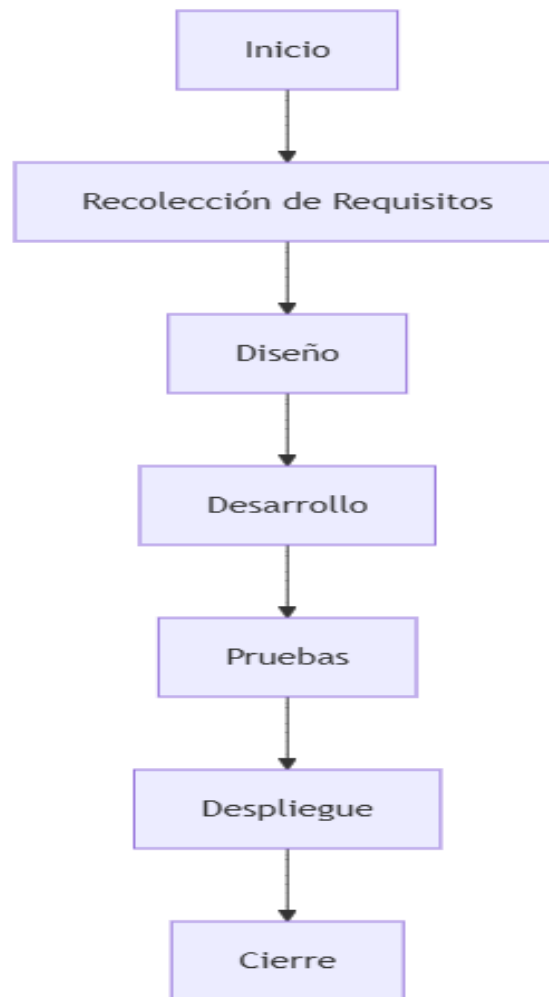 Inicio
Recolección de Requisitos
Diseño
Desarrollo
Pruebas
Despliegue
Cierre